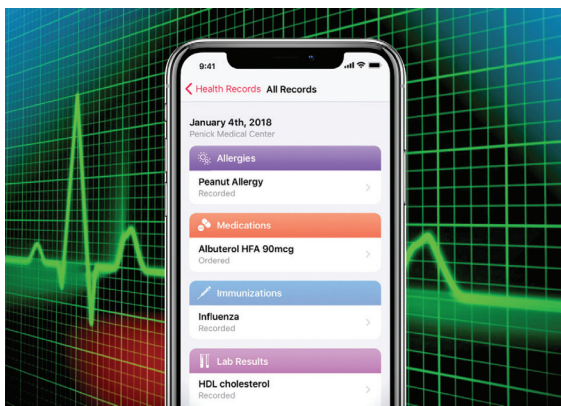 9:41
Health Records All Records
January 4th, 2018
Penick Medical Center
Allergies
Peanut Allergy
Recorded
Medications
Albuterol HFA 90mcg
Ordered
Immunizations
Influenza
Recorded
Lab Results
HDL cholesterol
Recorded